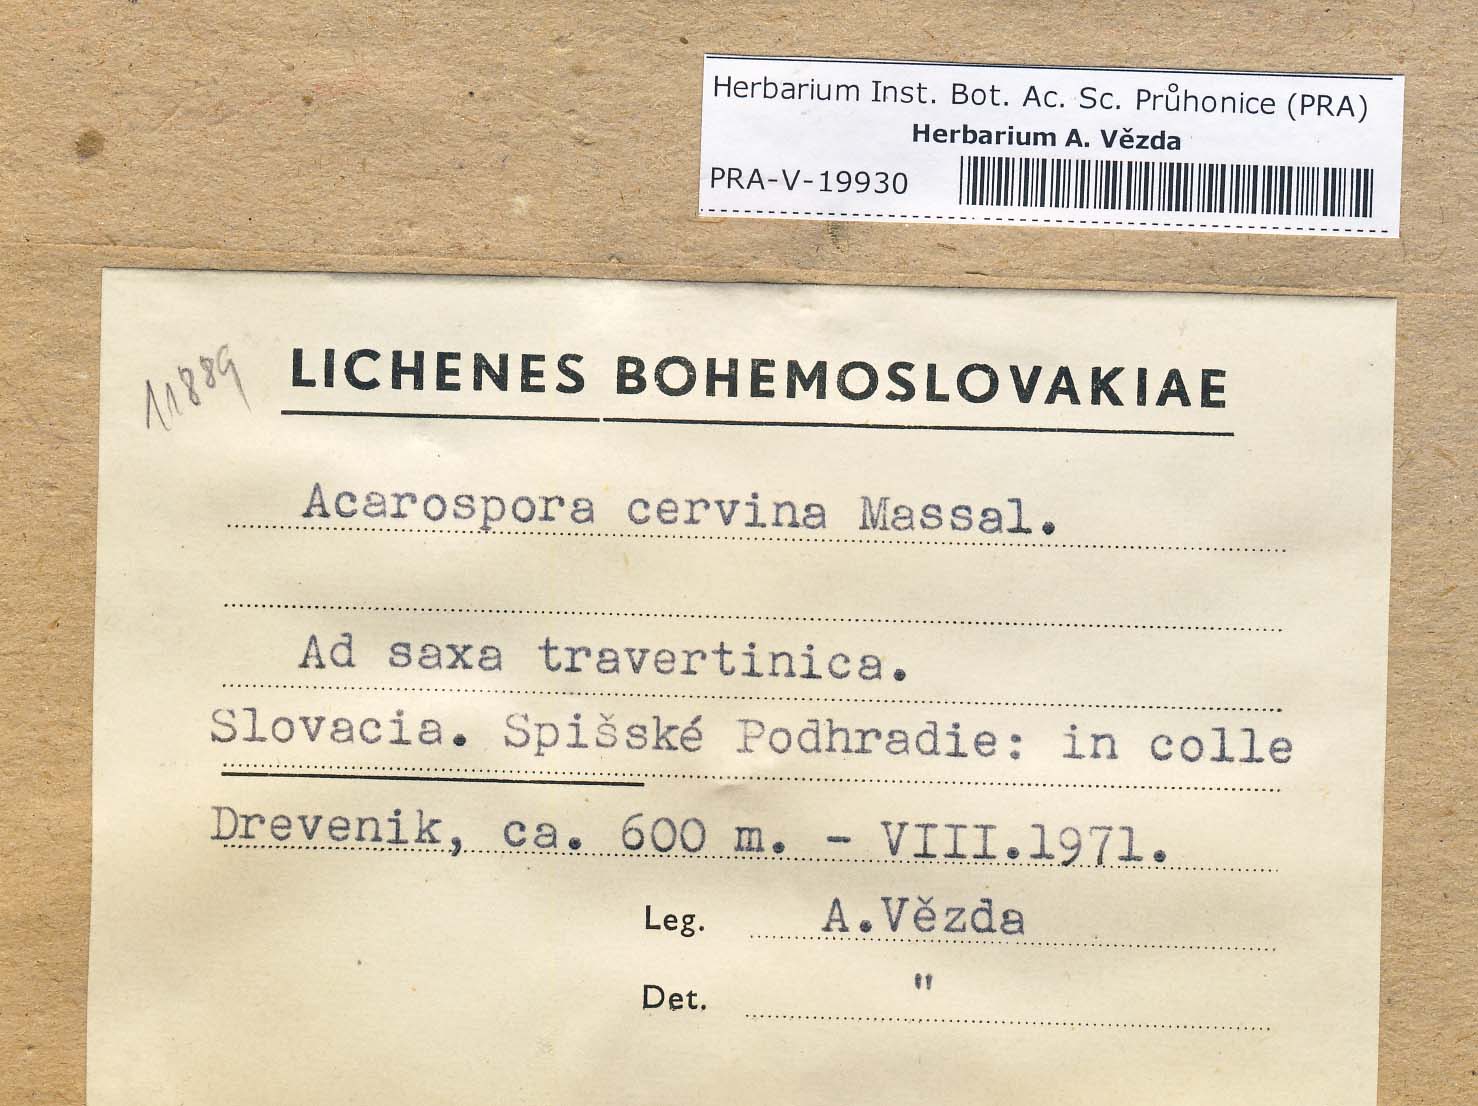 Herbarium Inst. Bot. Ac. Sc. Průhonice (PRA)
Herbarium A. Vězda
PRA-V-19930
11889
LICHENES BOHEMOSLOVAKIAE
Acarospora cervina Massal.
Ad saxa travertinica.
Slovacia. Spišské Podhradie: in colle
Drevenik, ca. 600 m. - VIII.1971.
Leg. A.Vězda
Det. "